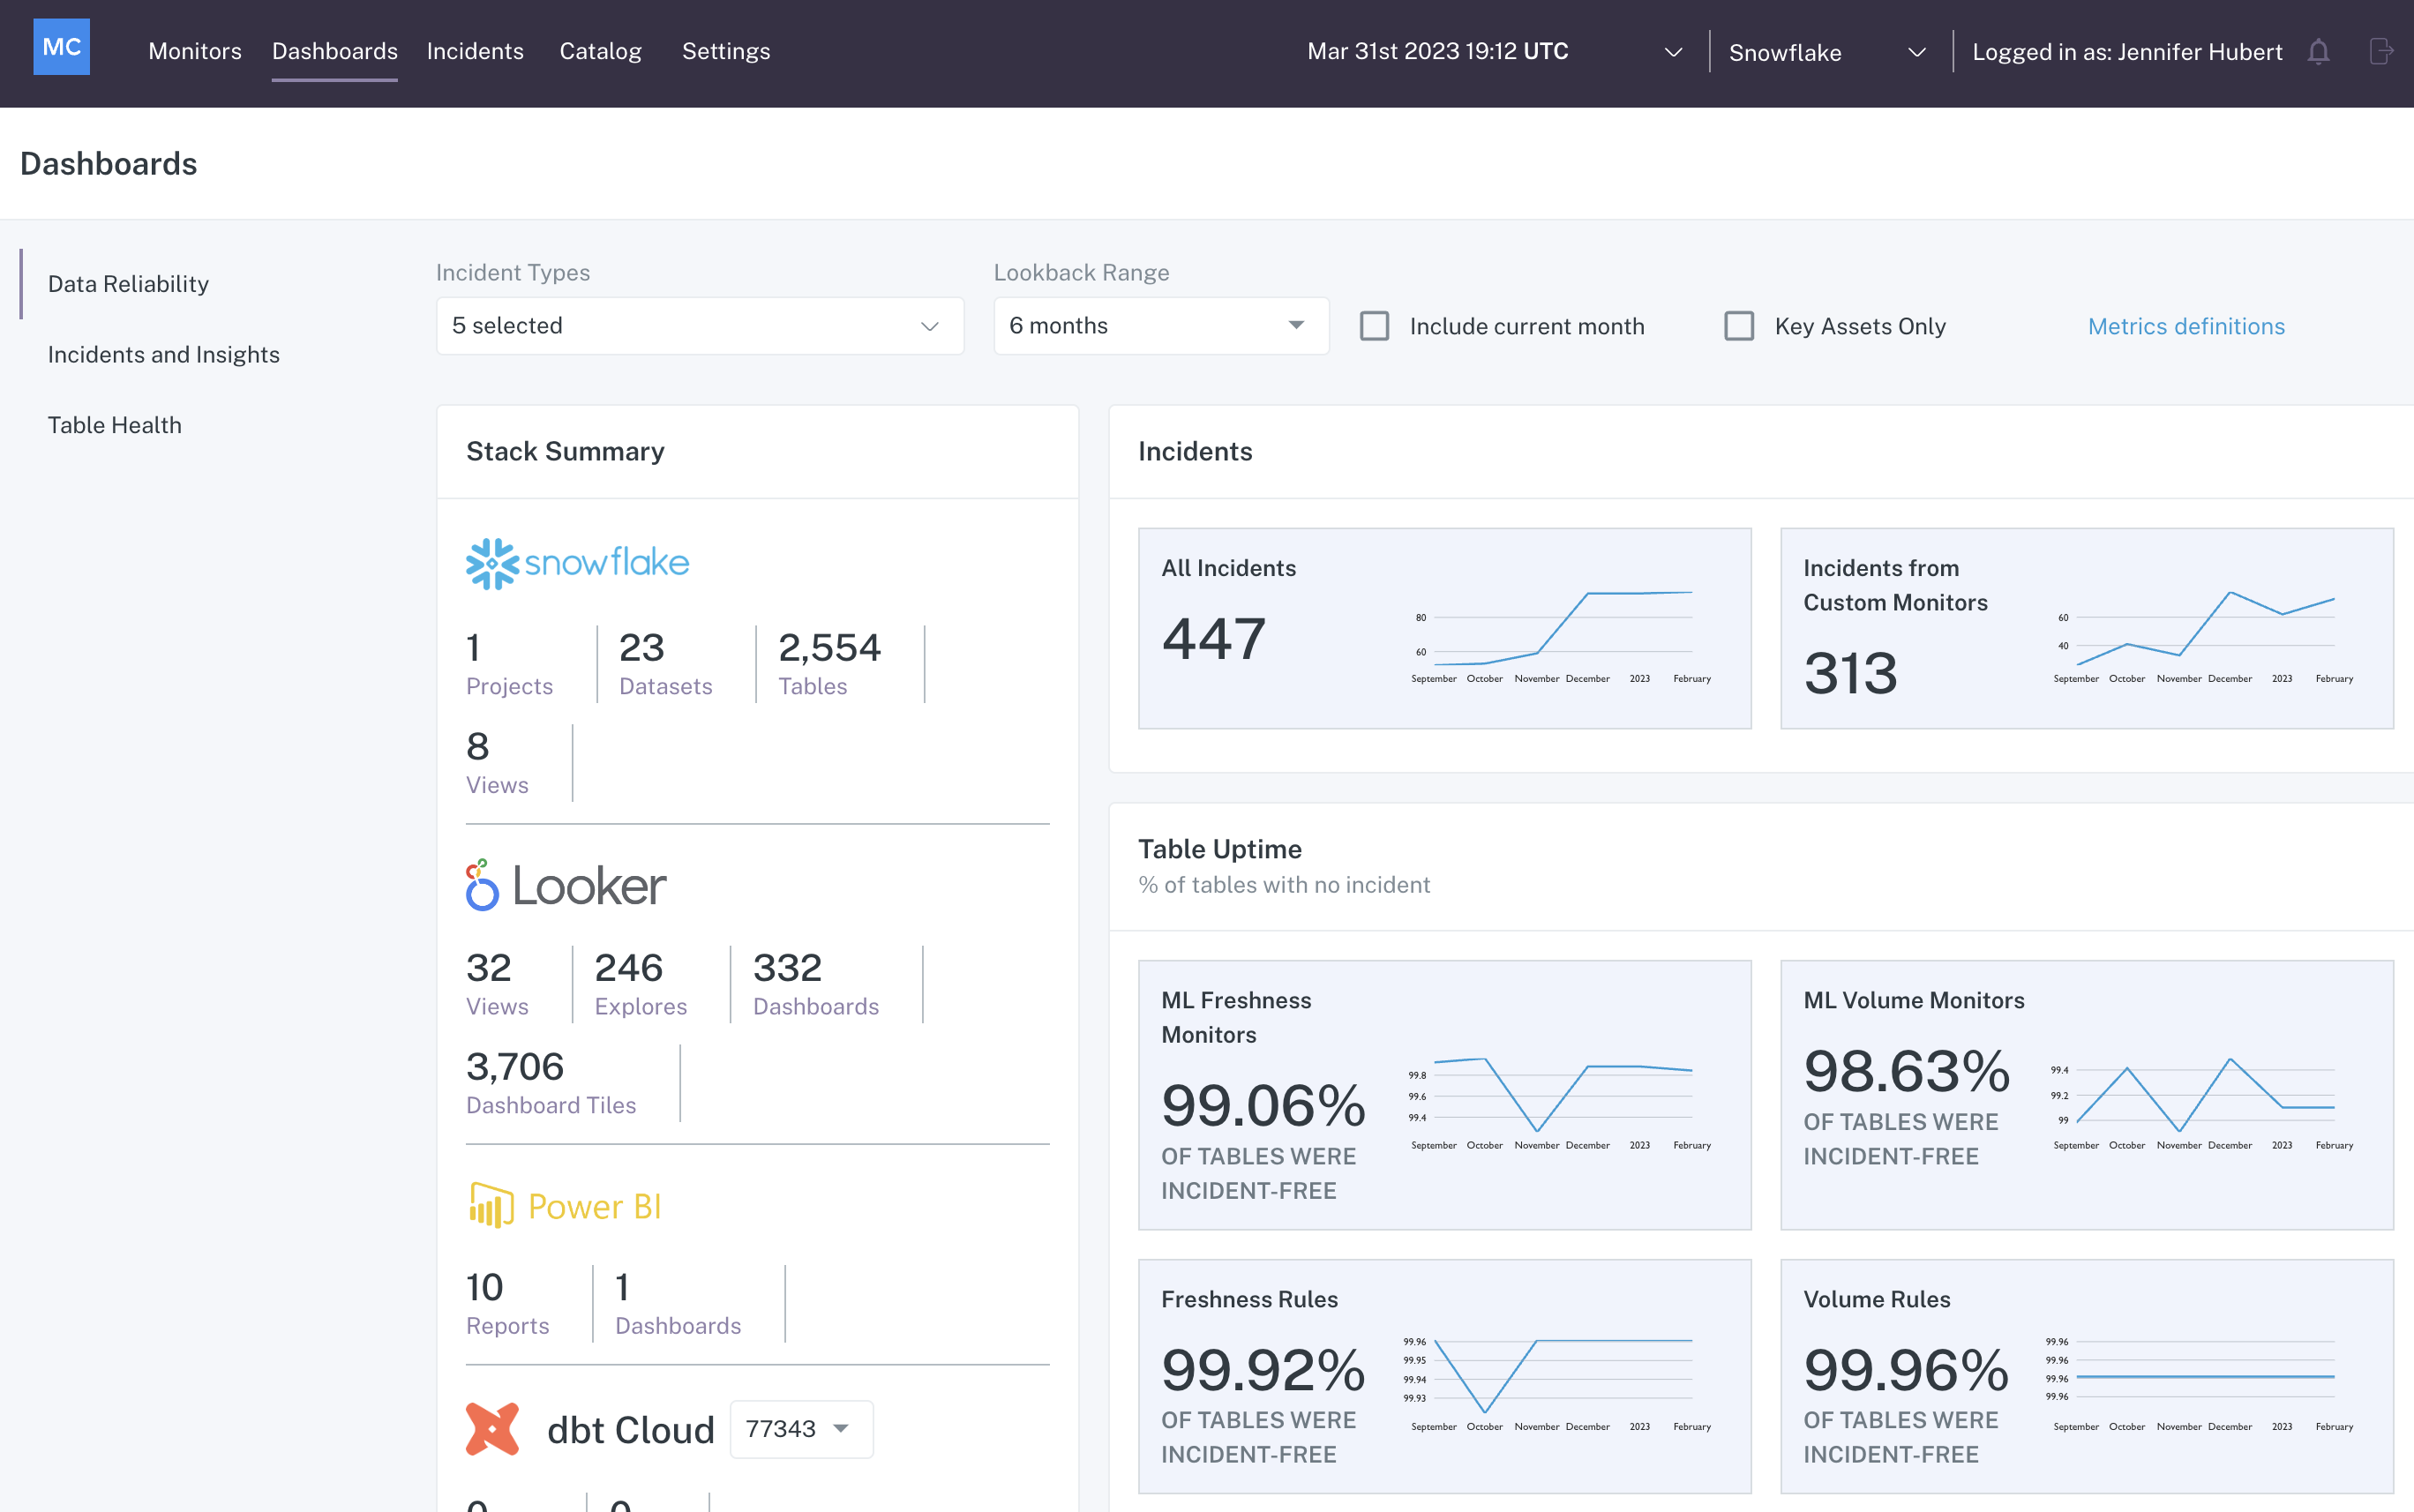 MC
Monitors
Dashboards
Incidents
Catalog
Settings
Mar 31st 2023 19:12 UTC
Snowflake
Logged in as: Jennifer Hubert
Dashboards
Data Reliability
Incidents and Insights
Table Health
Incident Types
5 selected
Lookback Range
6 months
Include current month
Key Assets Only
Metrics definitions
Stack Summary
snowflake
1
Projects
23
Datasets
2,554
Tables
8
Views
Looker
32
Views
246
Explores
332
Dashboards
3,706
Dashboard Tiles
Power BI
10
Reports
1
Dashboards
dbt Cloud
77343
Incidents
All Incidents
447
80
60
September October November December 2023 February
Incidents from
Custom Monitors
313
60
40
September October November December 2023 February
Table Uptime
% of tables with no incident
ML Freshness
Monitors
99.06%
OF TABLES WERE
INCIDENT-FREE
99.8
99.6
99.4
September October November December 2023 February
ML Volume Monitors
98.63%
OF TABLES WERE
INCIDENT-FREE
99.4
99.2
99
September October November December 2023 February
Freshness Rules
99.92%
OF TABLES WERE
INCIDENT-FREE
99.96
99.95
99.94
99.93
September October November December 2023 February
Volume Rules
99.96%
OF TABLES WERE
INCIDENT-FREE
99.96
99.96
99.96
99.96
September October November December 2023 February